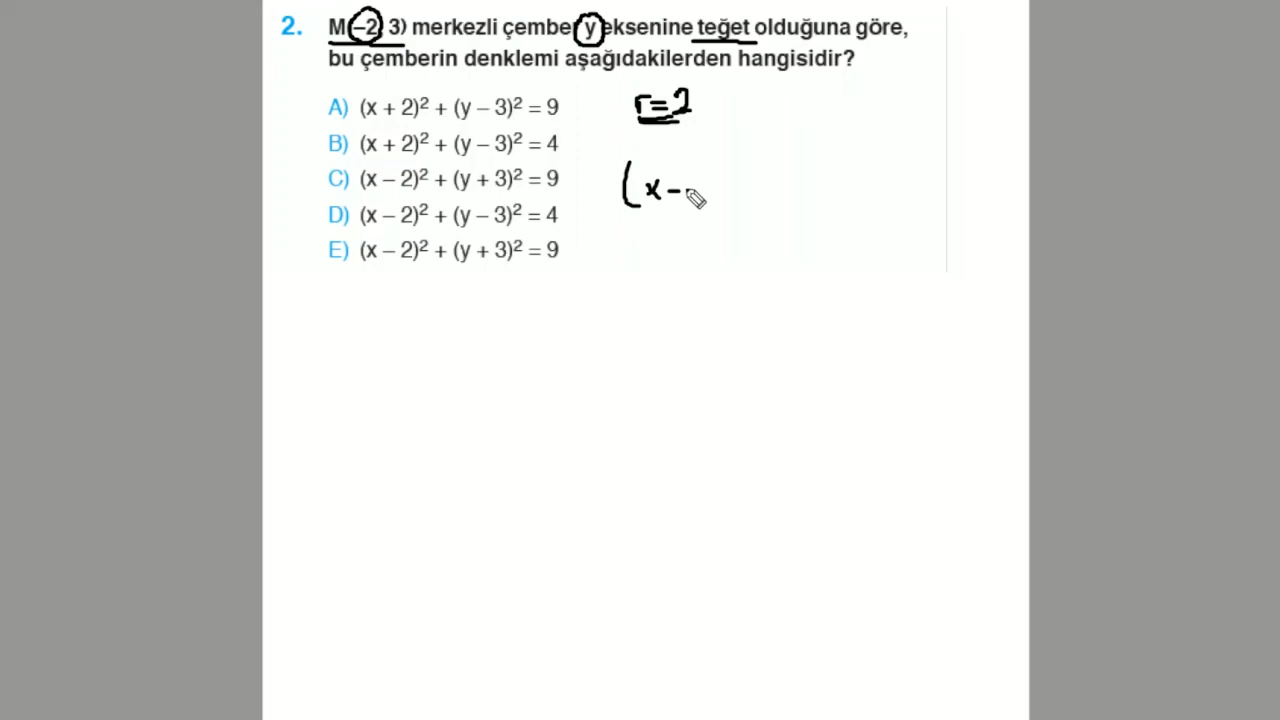 2. M(–2, 3) merkezli çember y eksenine teğet olduğuna göre,
bu çemberin denklemi aşağıdakilerden hangisidir?
A) (x + 2)² + (y – 3)² = 9
r=2
B) (x + 2)² + (y – 3)² = 4
C) (x – 2)² + (y + 3)² = 9
(x-
D) (x – 2)² + (y – 3)² = 4
E) (x – 2)² + (y + 3)² = 9